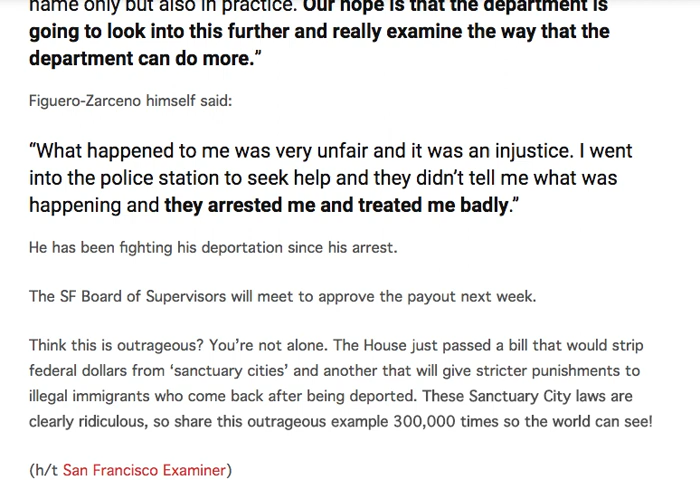 name only but also in practice. Our hope is that the department is
going to look into this further and really examine the way that the
department can do more.”
Figuero-Zarceno himself said:
“What happened to me was very unfair and it was an injustice. I went
into the police station to seek help and they didn’t tell me what was
happening and they arrested me and treated me badly.”
He has been fighting his deportation since his arrest.
The SF Board of Supervisors will meet to approve the payout next week.
Think this is outrageous? You’re not alone. The House just passed a bill that would strip
federal dollars from ‘sanctuary cities’ and another that will give stricter punishments to
illegal immigrants who come back after being deported. These Sanctuary City laws are
clearly ridiculous, so share this outrageous example 300,000 times so the world can see!
(h/t San Francisco Examiner)